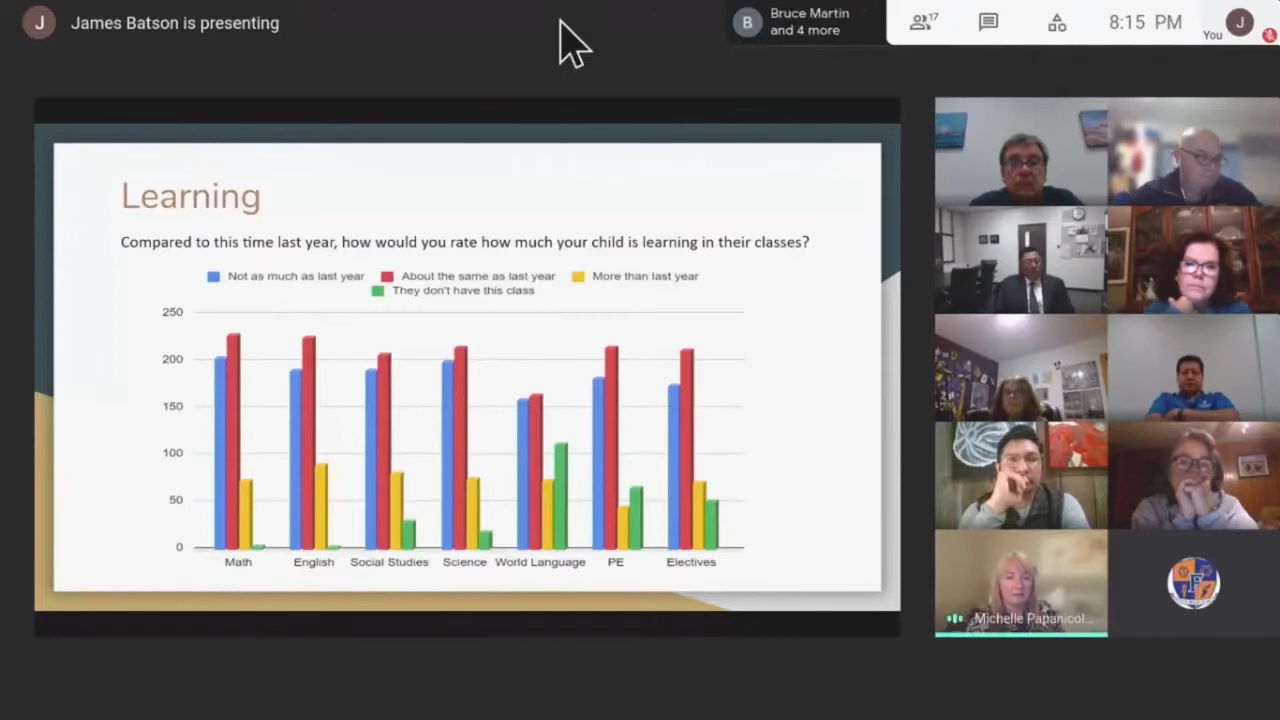 J James Batson is presenting
B Bruce Martin
and 4 more
17
8:15 PM
You
J
Learning
Compared to this time last year, how would you rate how much your child is learning in their classes?
Not as much as last year About the same as last year More than last year
They don't have this class
250
200
150
100
50
0
Math English Social Studies Science World Language PE Electives
Michelle Papanicol...